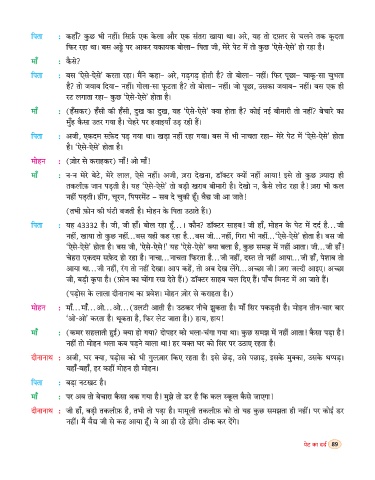 पिता : कहाँ? कुछ भी नहीं। सिर्फ़ एक केला और एक संतरा खाया था। अरे, यह तो दफ़्तर से चलने तक कूदता
फिर रहा था। बस अड्डे पर आकर यकायक बोला– पिता जी, मेरे पेट में तो कुछ 'ऐसे-ऐसे' हो रहा है।
माँ : कैसे?
पिता : बस 'ऐसे-ऐसे' करता रहा। मैंने कहा– अरे, गड़गड़ होती है? तो बोला– नहीं। फिर पूछा– चाकू-सा चुभता
है? तो जवाब दिया– नहीं। गोला-सा फूटता है? तो बोला– नहीं। जो पूछा, उसका जवाब– नहीं। बस एक ही
रट लगाता रहा– कुछ 'ऐसे-ऐसे' होता है।
माँ : (हँसकर) हँसी की हँसी, दुख का दुख, यह 'ऐसे-ऐसे' क्या होता है? कोई नई बीमारी तो नहीं? बेचारे का
मुँह कैसा उतर गया है। चेहरे पर हवाइयाँ उड़ रही हैं।
पिता : अजी, एकदम सफ़ेद पड़ गया था। खड़ा नहीं रहा गया। बस में भी नाचता रहा– मेरे पेट में 'ऐसे-ऐसे' होता
है। 'ऐसे-ऐसे' होता है।
मोहन : (ज़ोर से कराहकर) माँ! ओ माँ!
माँ : न-न मेरे बेटे, मेरे लाल, ऐसे नहीं। अजी, ज़रा देखना, डॉक्टर क्यों नहीं आया! इसे तो कुछ ज़्यादा ही
तकलीफ़ जान पड़ती है। यह 'ऐसे-ऐसे' तो बड़ी खराब बीमारी है। देखो न, कैसे लोट रहा है! ज़रा भी कल
नहीं पड़ती। हींग, चूरन, पिपरमेंट – सब दे चुकी हूँ। वैद्य जी आ जाते!
(तभी फ़ोन की घंटी बजती है। मोहन के पिता उठाते हैं।)
पिता : यह 43332 है। जी, जी हाँ। बोल रहा हूँ...। कौन? डॉक्टर साहब! जी हाँ, मोहन के पेट में दर्द है...जी
नहीं, खाया तो कुछ नहीं...बस यही कह रहा है...बस जी...नहीं, गिरा भी नहीं...'ऐसे-ऐसे' होता है। बस जी
'ऐसे-ऐसे' होता है। बस जी, 'ऐसे-ऐसे!' यह 'ऐसे-ऐसे' क्या बला है, कुछ समझ में नहीं आता। जी...जी हाँ!
चेहरा एकदम सफ़ेद हो रहा है। नाचा...नाचता फिरता है...जी नहीं, दस्त तो नहीं आया...जी हाँ, पेशाब तो
आया था...जी नहीं, रंग तो नहीं देखा। आप कहें, तो अब देख लेंगे...अच्छा जी! ज़रा जल्दी आइए। अच्छा
जी, बड़ी कृपा है। (फ़ोन का चोंगा रख देते हैं।) डॉक्टर साहब चल दिए हैं। पाँच मिनट में आ जाते हैं।
(पड़ोस के लाला दीनानाथ का प्रवेश। मोहन ज़ोर से कराहता है।)
मोहन : माँ...माँ...ओ...ओ...(उलटी आती है। उठकर नीचे झुकता है। माँ सिर पकड़ती है। मोहन तीन-चार बार
'ओ-ओ' करता है। थूकता है, फिर लेट जाता है।) हाय, हाय!
माँ : (कमर सहलाती हुई) क्या हो गया? दोपहर को भला-चंगा गया था। कुछ समझ में नहीं आता! कैसा पड़ा है!
नहीं तो मोहन भला कब पड़ने वाला था! हर वक्त घर को सिर पर उठाए रहता है।
दीनानाथ : अजी, घर क्या, पड़ोस को भी गुलज़ार किए रहता है। इसे छेड़, उसे पछाड़, इसके मुक्का, उसके थप्पड़।
यहाँ-वहाँ, हर कहीं मोहन ही मोहन।
पिता : बड़ा नटखट है।
माँ : पर अब तो बेचारा कैसा थक गया है! मुझे तो डर है कि कल स्कूल कैसे जाएगा!
दीनानाथ : जी हाँ, बड़ी तकलीफ़ है, तभी तो पड़ा है। मामूली तकलीफ़ को तो यह कुछ समझता ही नहीं। पर कोई डर
नहीं। मैं वैद्य जी से कह आया हूँ। वे आ ही रहे होंगे। ठीक कर देंगे।
पेट का दर्द 89